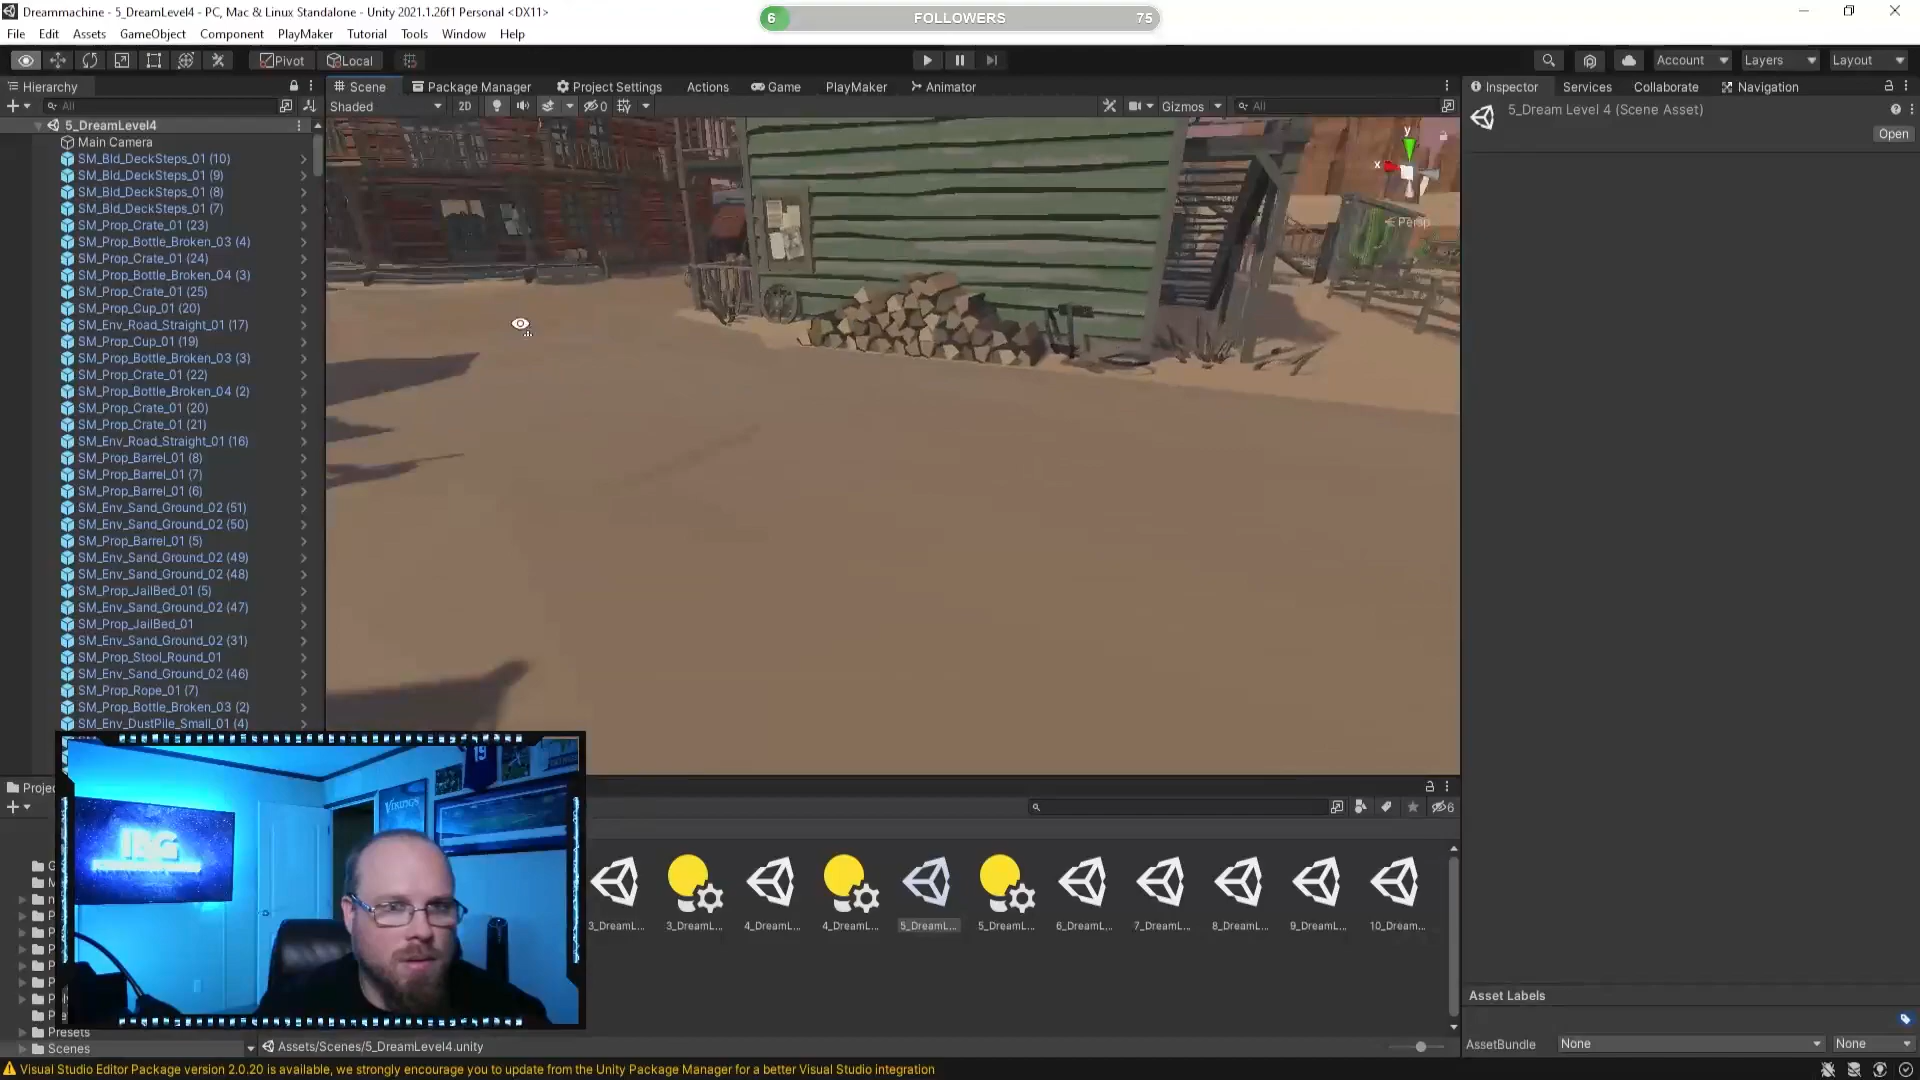 Dreammachine - 5_DreamLevel4 - PC, Mac & Linux Standalone - Unity 2021.1.26f1 Personal <DX11>
6 FOLLOWERS 75
File Edit Assets GameObject Component PlayMaker Tutorial Tools Window Help
Pivot Local
Account Layers Layout
Hierarchy
Scene Package Manager Project Settings Actions Game PlayMaker Animator
Inspector Services Collaborate Navigation
All
Shaded 2D 0 Gizmos All
5_Dream Level 4 (Scene Asset)
Open
5_DreamLevel4
Main Camera
SM_Bld_DeckSteps_01 (10)
SM_Bld_DeckSteps_01 (9)
SM_Bld_DeckSteps_01 (8)
SM_Bld_DeckSteps_01 (7)
SM_Prop_Crate_01 (23)
SM_Prop_Bottle_Broken_03 (4)
SM_Prop_Crate_01 (24)
SM_Prop_Bottle_Broken_04 (3)
SM_Prop_Crate_01 (25)
SM_Prop_Cup_01 (20)
SM_Env_Road_Straight_01 (17)
SM_Prop_Cup_01 (19)
SM_Prop_Bottle_Broken_03 (3)
SM_Prop_Crate_01 (22)
SM_Prop_Bottle_Broken_04 (2)
SM_Prop_Crate_01 (20)
SM_Prop_Crate_01 (21)
SM_Env_Road_Straight_01 (16)
SM_Prop_Barrel_01 (8)
SM_Prop_Barrel_01 (7)
SM_Prop_Barrel_01 (6)
SM_Env_Sand_Ground_02 (51)
SM_Env_Sand_Ground_02 (50)
SM_Prop_Barrel_01 (5)
SM_Env_Sand_Ground_02 (49)
SM_Env_Sand_Ground_02 (48)
SM_Prop_JailBed_01 (5)
SM_Env_Sand_Ground_02 (47)
SM_Prop_JailBed_01
SM_Env_Sand_Ground_02 (31)
SM_Prop_Stool_Round_01
SM_Env_Sand_Ground_02 (46)
SM_Prop_Rope_01 (7)
SM_Prop_Bottle_Broken_03 (2)
SM_Env_DustPile_Small_01 (4)
y
x
Persp
Projec
6
3_DreamL... 3_DreamL... 4_DreamL... 4_DreamL... 5_DreamL... 5_DreamL... 6_DreamL... 7_DreamL... 8_DreamL... 9_DreamL... 10_Dream...
19
VIKINGS
IBG
Presets
Scenes
Assets/Scenes/5_DreamLevel4.unity
Asset Labels
AssetBundle None None
Visual Studio Editor Package version 2.0.20 is available, we strongly encourage you to update from the Unity Package Manager for a better Visual Studio integration